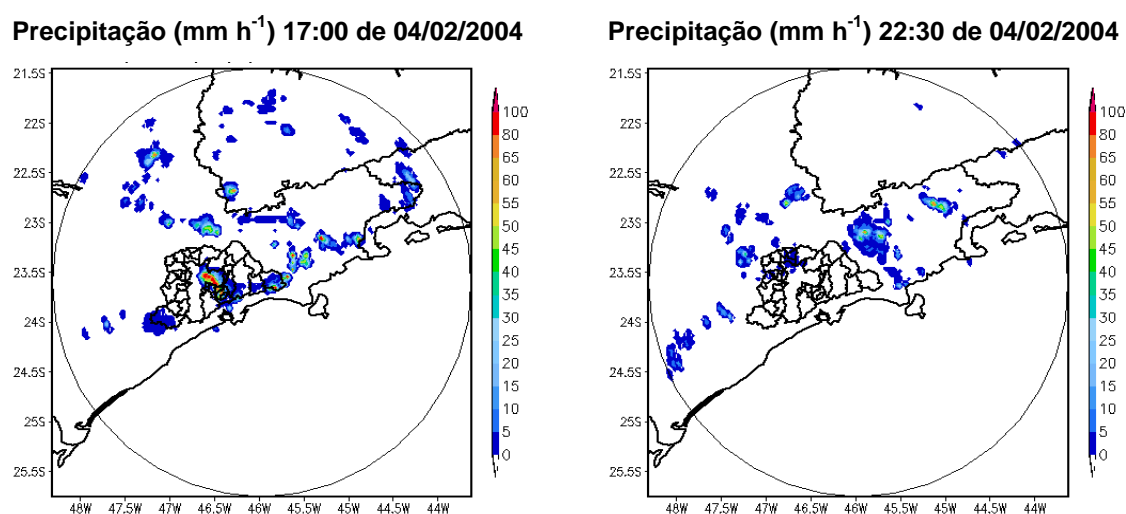 Precipitação (mm h-1) 17:00 de 04/02/2004
21.5S
22S
22.5S
23S
23.5S
24S
24.5S
25S
25.5S
48W 47.5W 47W 46.5W 46W 45.5W 45W 44.5W 44W
100
80
65
60
55
50
45
40
35
30
25
20
15
10
5
0
Precipitação (mm h-1) 22:30 de 04/02/2004
21.5S
22S
22.5S
23S
23.5S
24S
24.5S
25S
25.5S
48W 47.5W 47W 46.5W 46W 45.5W 45W 44.5W 44W
100
80
65
60
55
50
45
40
35
30
25
20
15
10
5
0